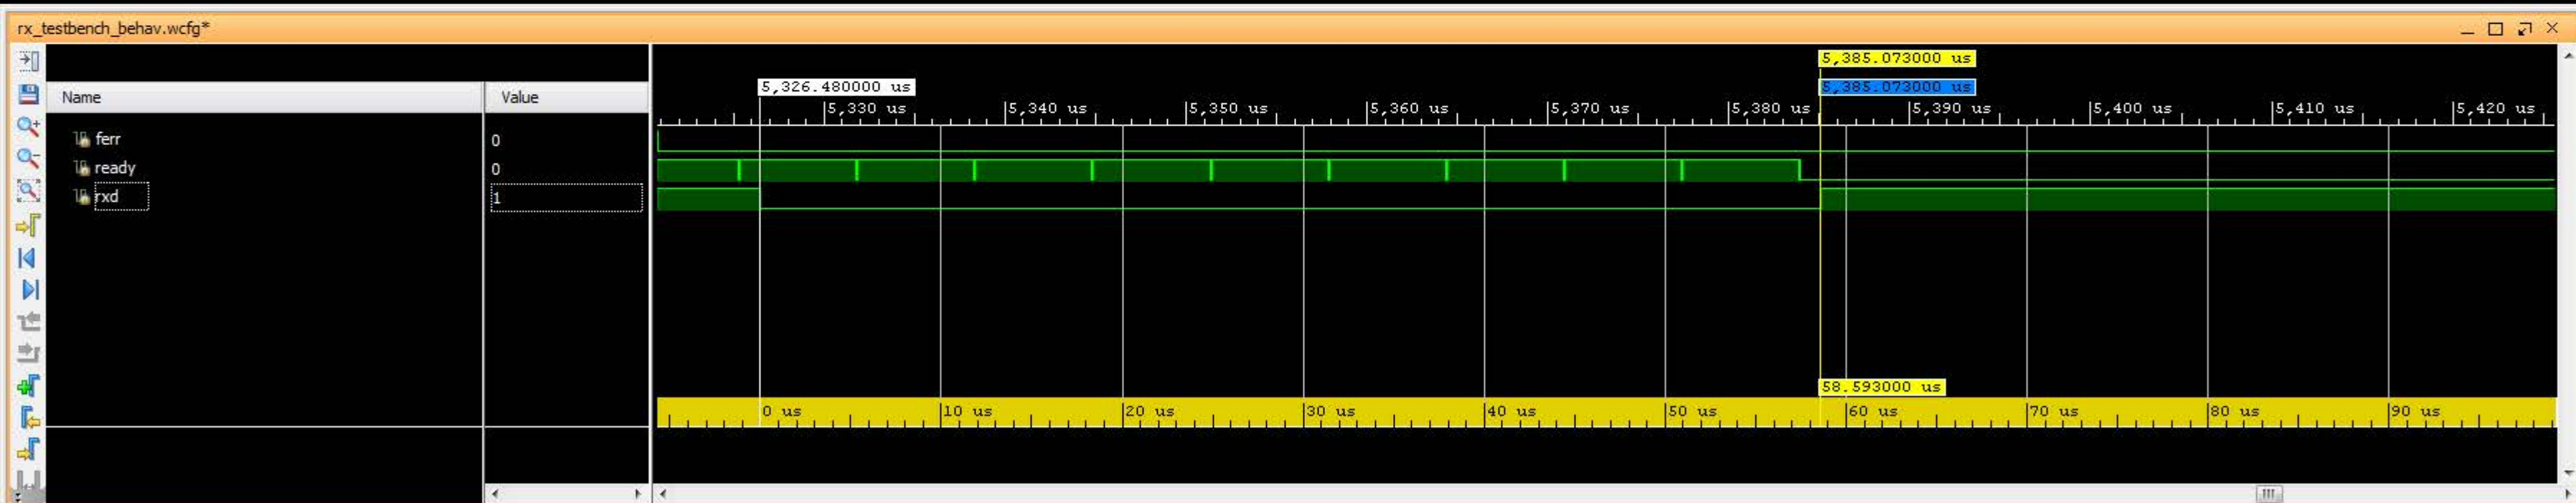 rx_testbench_behav.wcfg*
5,385.073000 us
5,326.480000 us
5,385.073000 us
Name
Value
5,330 us
5,340 us
5,350 us
5,360 us
5,370 us
5,380 us
5,390 us
5,400 us
5,410 us
5,420 us
ferr
0
ready
0
rxd
1
58.593000 us
0 us
10 us
20 us
30 us
40 us
50 us
60 us
70 us
80 us
90 us